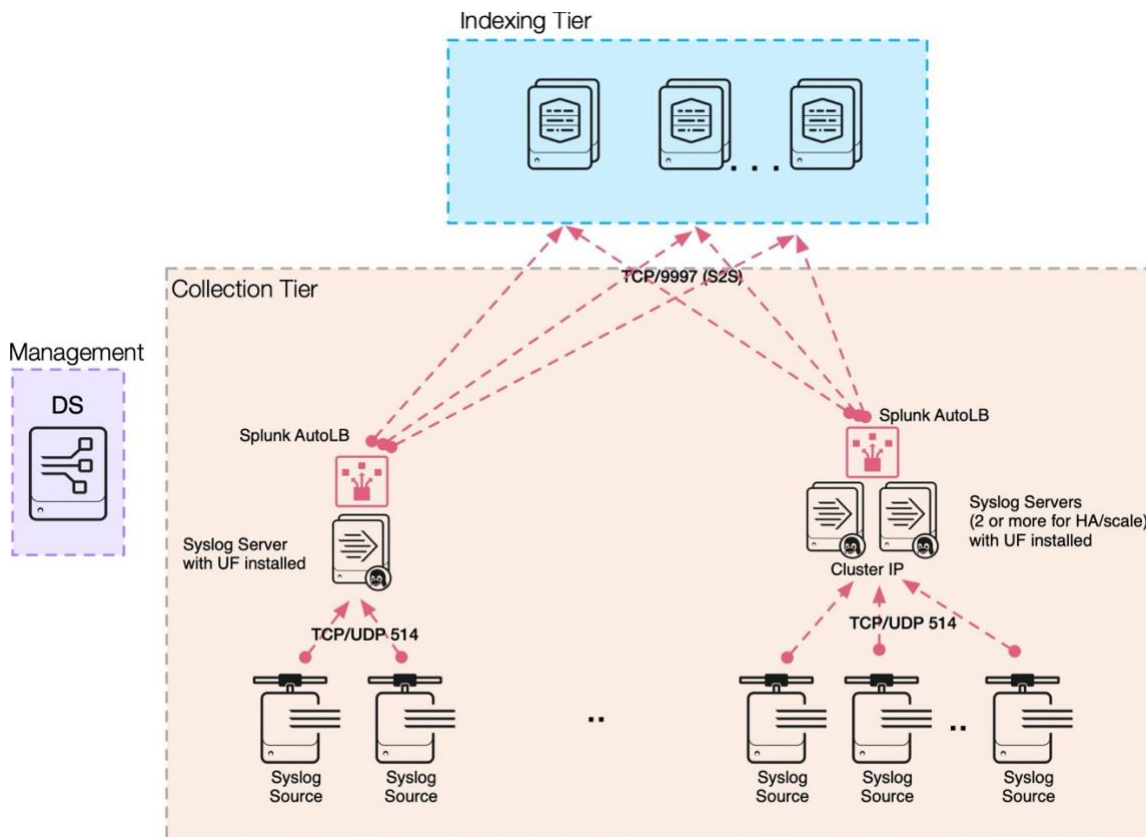 Indexing Tier
. . .
TCP/9997 (S2S)
Collection Tier
Management
DS
Splunk AutoLB
Splunk AutoLB
Syslog Server
with UF installed
Syslog Servers
(2 or more for HA/scale)
with UF installed
Cluster IP
TCP/UDP 514
TCP/UDP 514
..
..
Syslog
Source
Syslog
Source
Syslog
Source
Syslog
Source
Syslog
Source